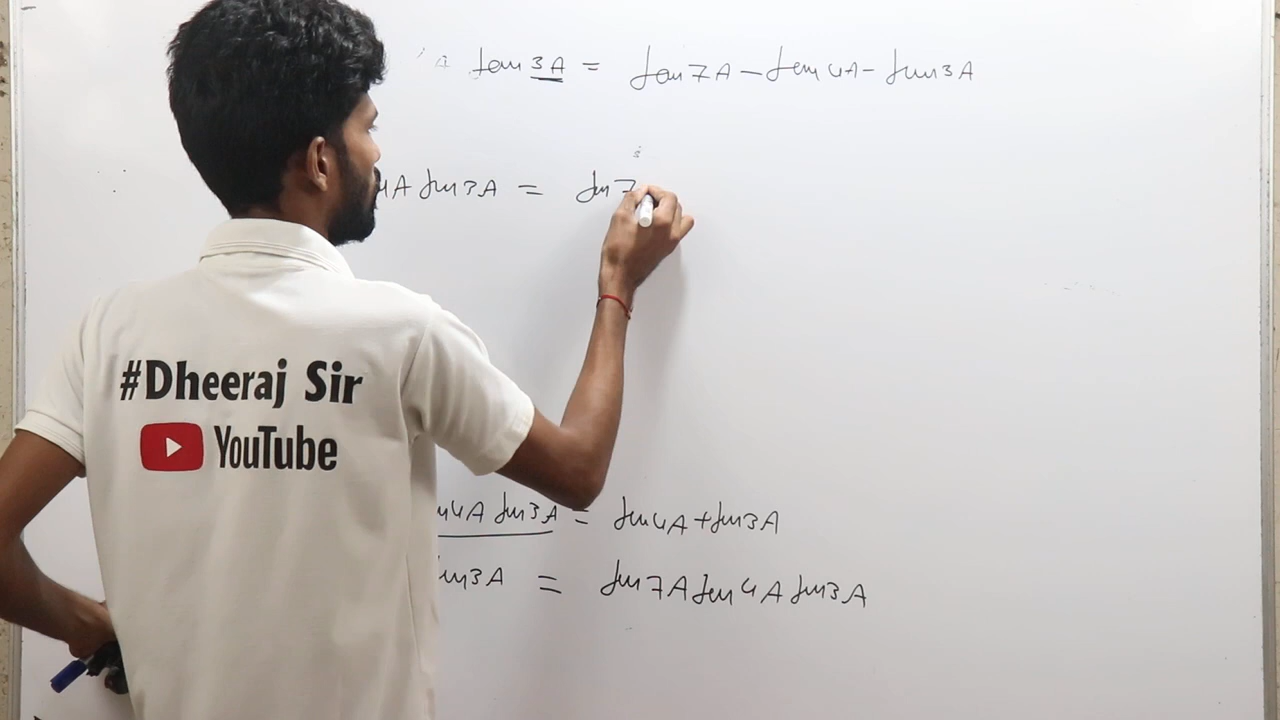 tan 3A = tan 7A - tan 4A - tan 3A
4A tan 3A = tan 7
#Dheeraj Sir
YouTube
4A tan 3A = tan 4A + tan 3A
tan 3A = tan 7A tan 4A tan 3A